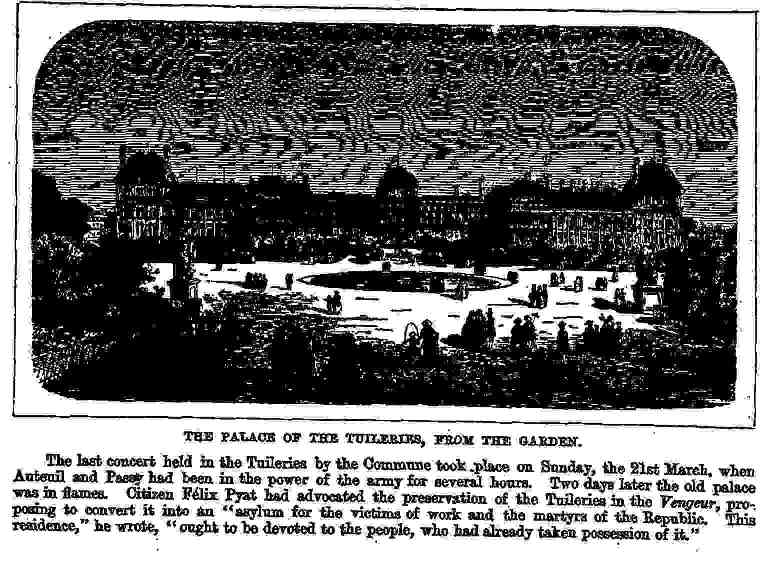 THE PALACE OF THE TUILERIES, FROM THE GARDEN.
The last concert held in the Tuileries by the Commune took place on Sunday, the 21st March, when
Auteuil and Passy had been in the power of the army for several hours. Two days later the old palace
was in flames. Citizen Félix Pyat had advocated the preservation of the Tuileries in the Vengeur, pro-
posing to convert it into an "asylum for the victims of work and the martyrs of the Republic. This
residence," he wrote, "ought to be devoted to the people, who had already taken possession of it."